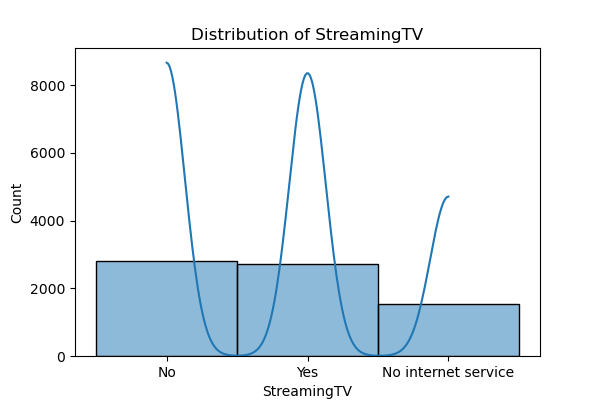 Distribution of StreamingTV
8000
6000
4000
2000
0
Count
No
Yes
No internet service
StreamingTV